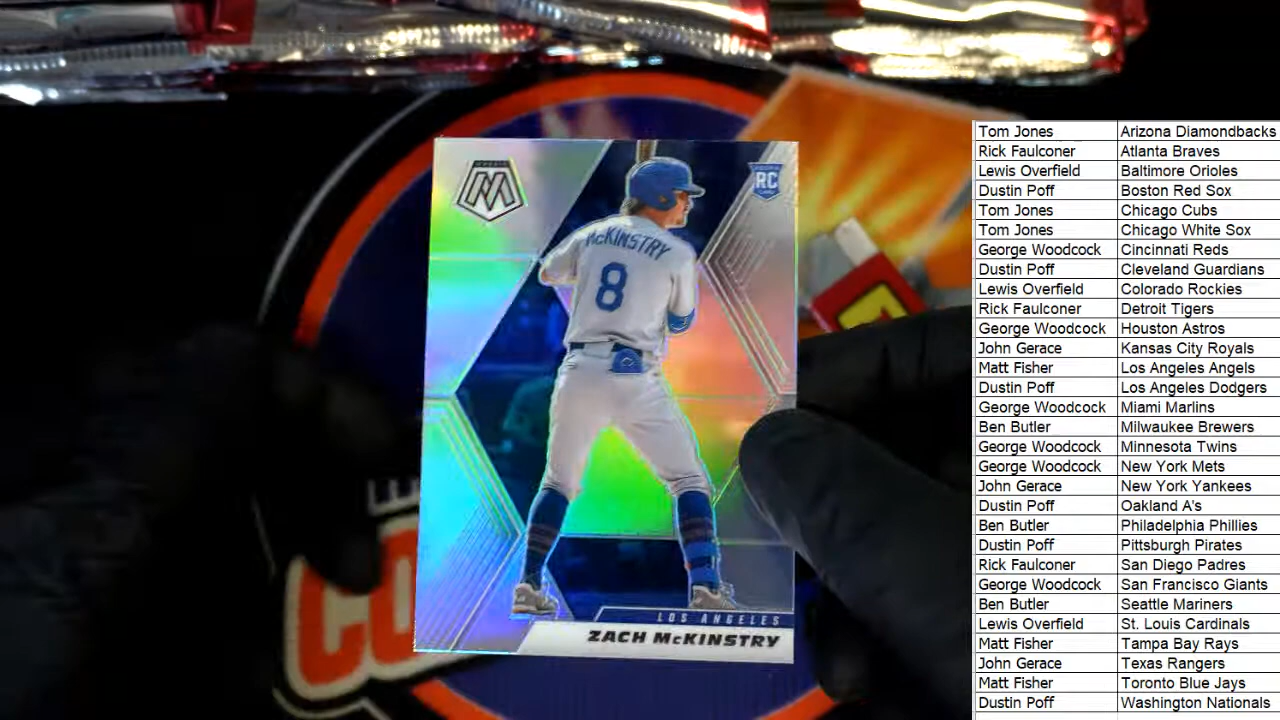 RC
McKINSTRY
8
LOS ANGELES
ZACH McKINSTRY
Tom Jones Arizona Diamondbacks
Rick Faulconer Atlanta Braves
Lewis Overfield Baltimore Orioles
Dustin Poff Boston Red Sox
Tom Jones Chicago Cubs
Tom Jones Chicago White Sox
George Woodcock Cincinnati Reds
Dustin Poff Cleveland Guardians
Lewis Overfield Colorado Rockies
Rick Faulconer Detroit Tigers
George Woodcock Houston Astros
John Gerace Kansas City Royals
Matt Fisher Los Angeles Angels
Dustin Poff Los Angeles Dodgers
George Woodcock Miami Marlins
Ben Butler Milwaukee Brewers
George Woodcock Minnesota Twins
George Woodcock New York Mets
John Gerace New York Yankees
Dustin Poff Oakland A's
Ben Butler Philadelphia Phillies
Dustin Poff Pittsburgh Pirates
Rick Faulconer San Diego Padres
George Woodcock San Francisco Giants
Ben Butler Seattle Mariners
Lewis Overfield St. Louis Cardinals
Matt Fisher Tampa Bay Rays
John Gerace Texas Rangers
Matt Fisher Toronto Blue Jays
Dustin Poff Washington Nationals